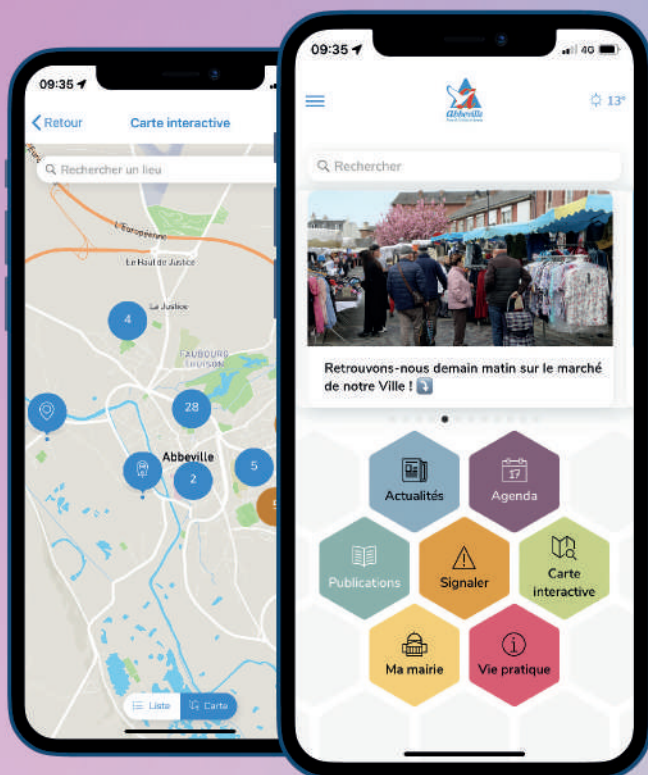 09:35
Retour
Carte interactive
Rechercher un lieu
L'Européenne
Le Haut de Justice
La Justice
4
FAUBOURG
28
Abbeville
2
5
Liste
Carte
09:35
4G
Abbeville
13°
Rechercher
Retrouvons-nous demain matin sur le marché
de notre Ville !
Actualités
17
Agenda
Publications
Signaler
Carte
interactive
Ma mairie
Vie pratique